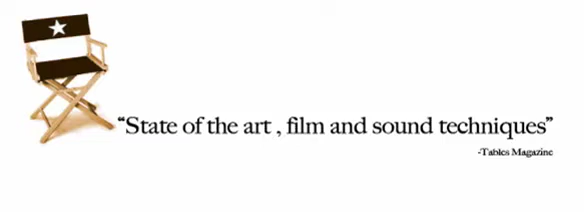 “State of the art , film and sound techniques”
-Tables Magazine